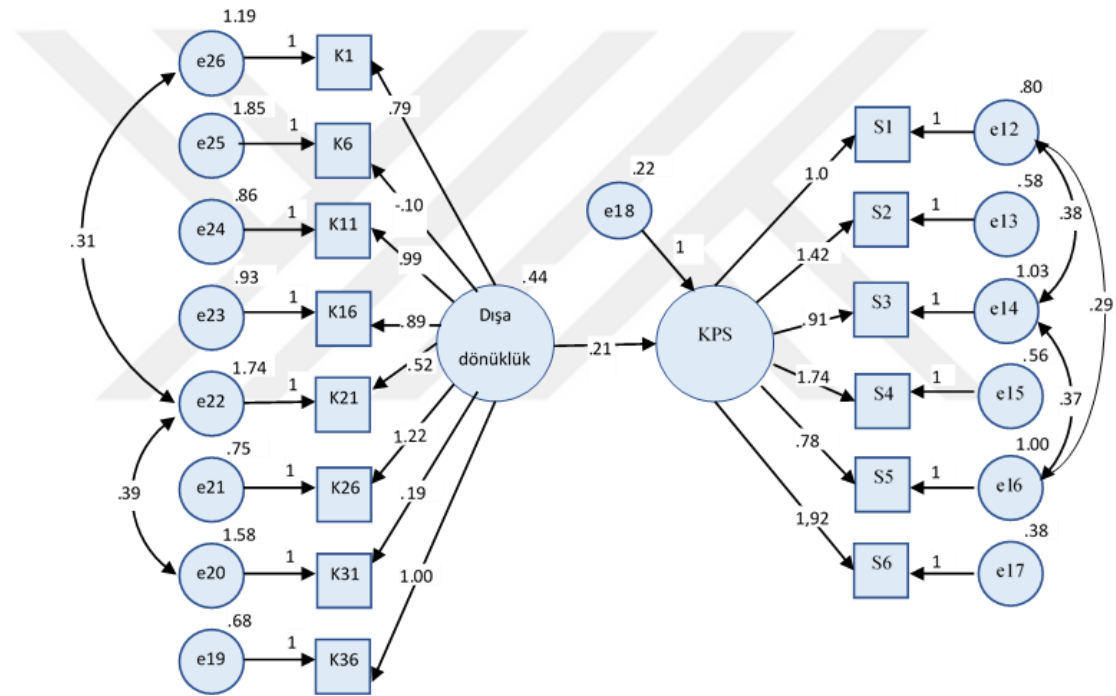 1.19
e26
1
K1
.79
1.85
e25
1
K6
-.10
.86
e24
1
K11
.99
.31
.93
e23
1
K16
.89
1.74
e22
1
K21
.52
.75
e21
1
K26
1.22
.39
1.58
e20
1
K31
.19
.68
e19
1
K36
1.00
.44
Dışa
dönüklük
.21
.22
e18
1
KPS
1.0
S1
1
.80
e12
1.42
S2
1
.58
e13
.38
.91
S3
1
1.03
e14
.29
1.74
S4
1
.56
e15
.37
.78
S5
1
1.00
e16
1,92
S6
1
.38
e17